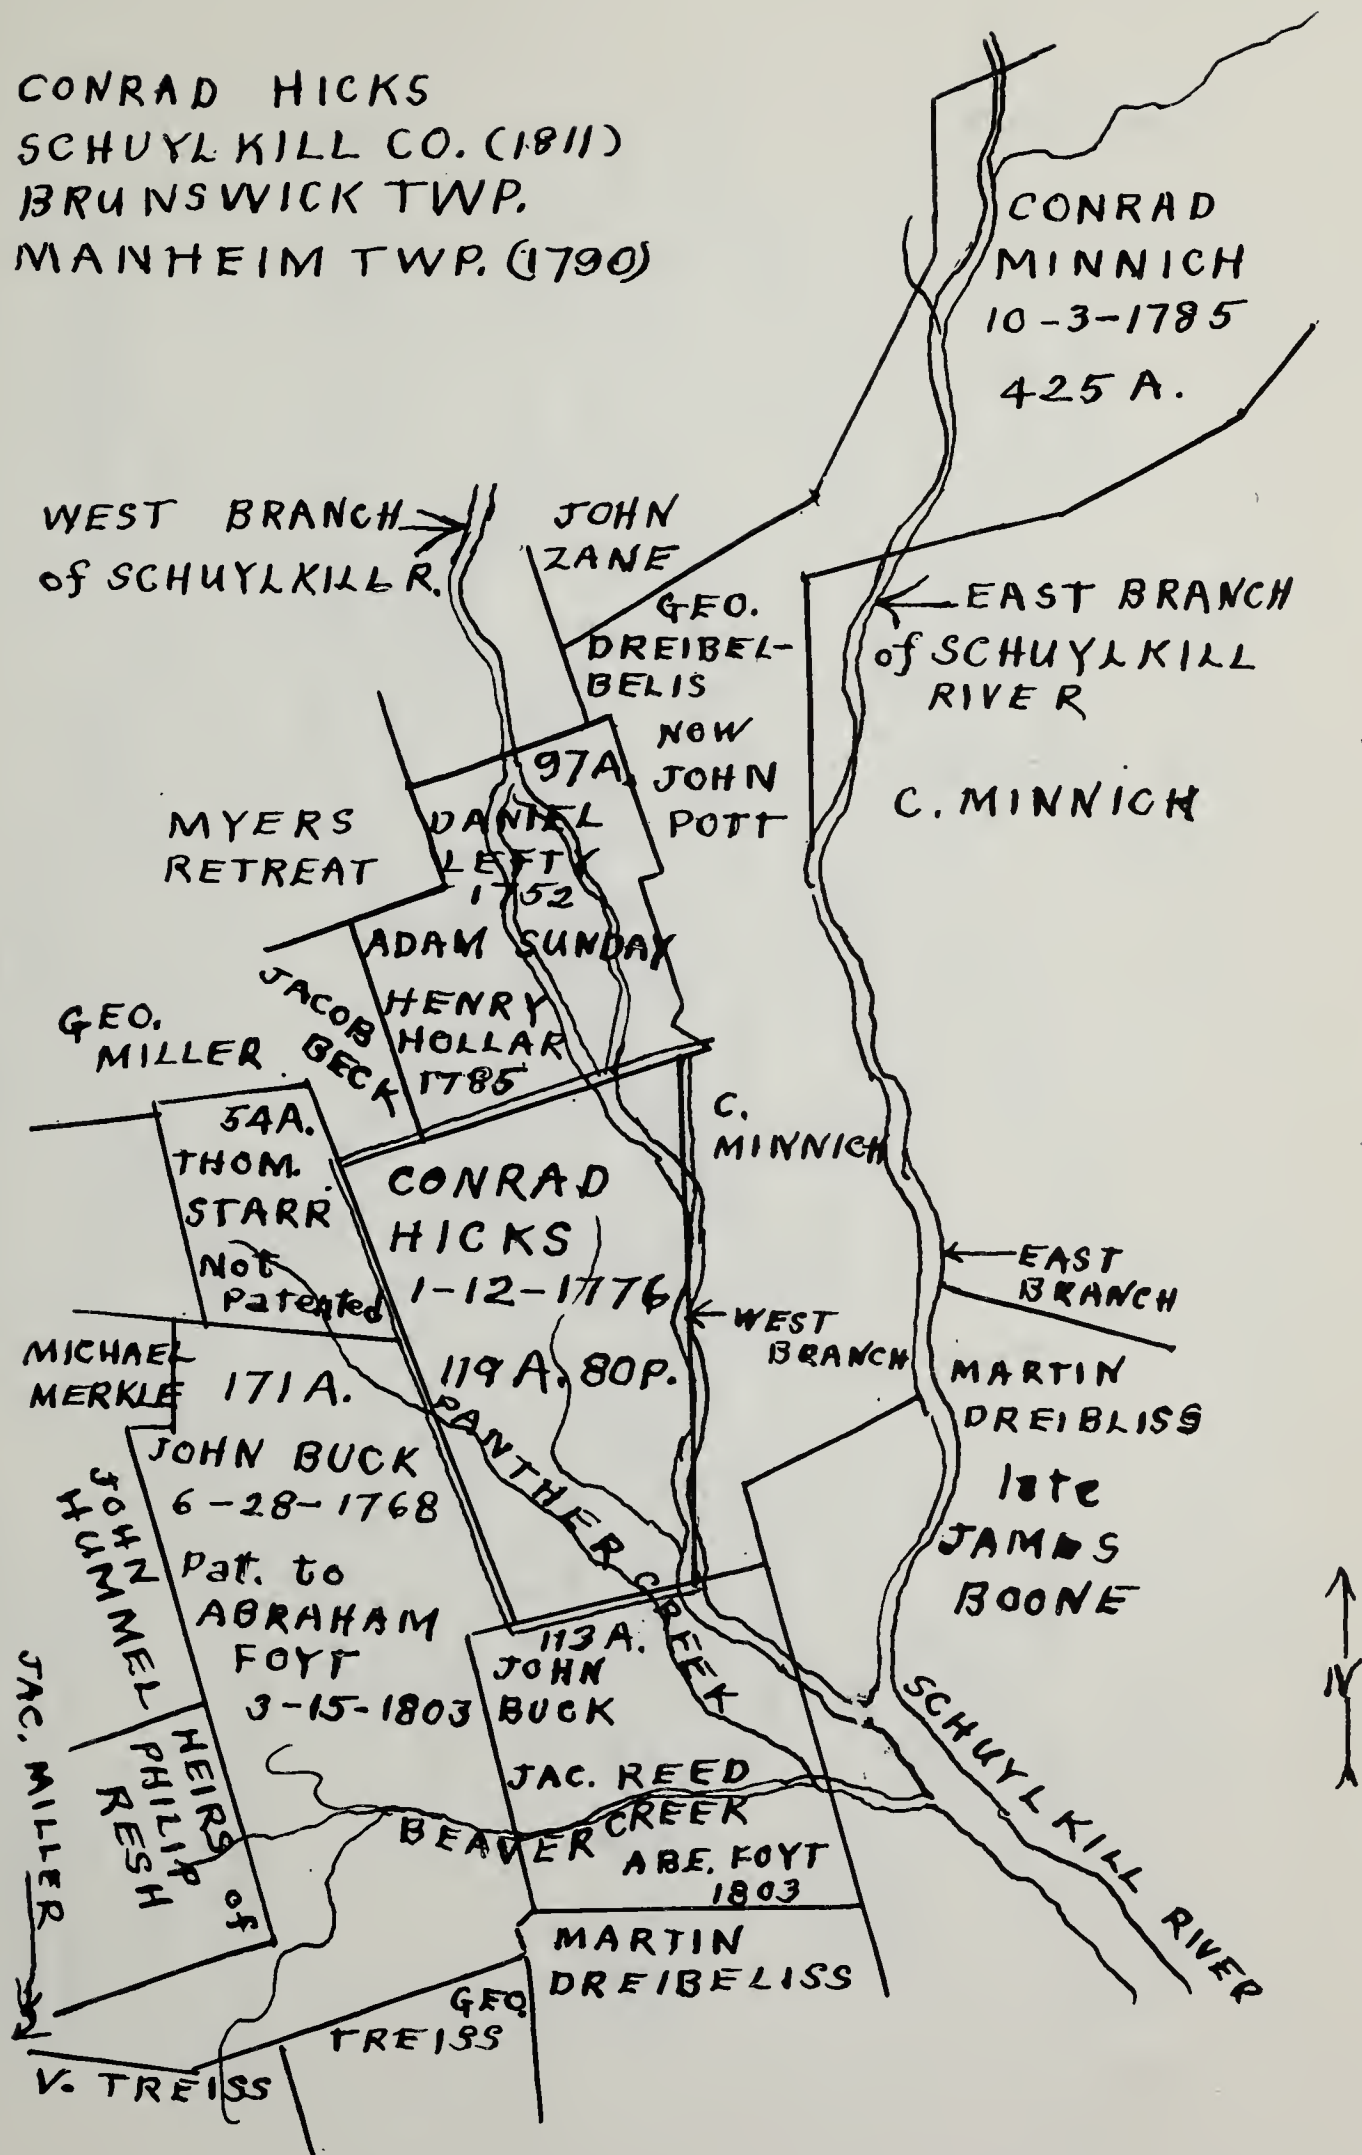 CONRAD HICKS
SCHUYLKILL CO. (1811)
BRUNSWICK TWP.
MANHEIM TWP. (1790)
CONRAD
MINNICH
10-3-1785
425 A.
WEST BRANCH
of SCHUYLKILL R.
JOHN
ZANE
GEO.
DREIBEL-
BELIS
NOW
JOHN
POTT
EAST BRANCH
of SCHUYLKILL
RIVER
C. MINNICH
97A.
DANIEL
LEFTY
1752
MYERS
RETREAT
ADAM SUNDAY
HENRY
HOLLAR
1785
JACOB
BECK
GEO.
MILLER
54A.
THOM.
STARR
Not
Patented
CONRAD
HICKS
1-12-1776
119 A. 80P.
C.
MINNICH
EAST
BRANCH
WEST
BRANCH
MICHAEL
MERKLE
171A.
JOHN BUCK
6-28-1768
Pat. to
ABRAHAM
FOYT
3-15-1803
PANTHER CREEK
MARTIN
DREIBLISS
late
JAMES
BOONE
JOHN
HUMMEL
JAC. MILLER
HEIRS of
PHILIP
RESH
113A.
JOHN
BUCK
JAC. REED
BEAVER CREEK
ABE. FOYT
1803
SCHUYLKILL RIVER
N
MARTIN
DREIBELISS
GEO.
TREISS
V. TREISS